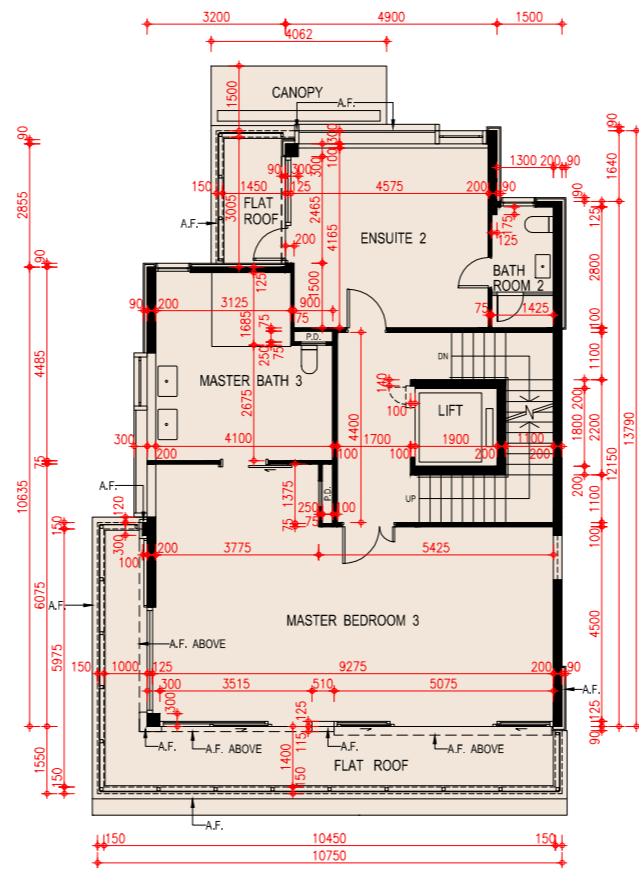 3200 4900 1500
4062
CANOPY
A.F.
1500
90
300
100
1640
1300 200 90
2855
3005
90 300
300
150 1450 125 4575 200 90
90
125
FLAT
ROOF
2465
4165
175
A.F.
200
125
2800
ENSUITE 2
BATH
ROOM 2
90
1500
125
90 200 3125 900
75
75 1425
100
1685
75
P.D.
250
75
DN
1100
4485
MASTER BATH 3
140
100
LIFT
200
2675
4400
1800
2200
13790
12150
300 4100 1700 1900 1100
200 100 100 200 200
75
10635
A.F.
1375
P.D.
UP
200
1100
120
250 100
75
75
150
300
100
200 3775 5425
100
A.F.
MASTER BEDROOM 3
6075
5975
A.F. ABOVE
4500
150 1000 125 9275 200 90
300 3515 510 5075
300
A.F.
125
90
115
A.F. A.F. ABOVE A.F. A.F. ABOVE
1550
1400
FLAT ROOF
150
150
A.F.
150 10450 150
10750